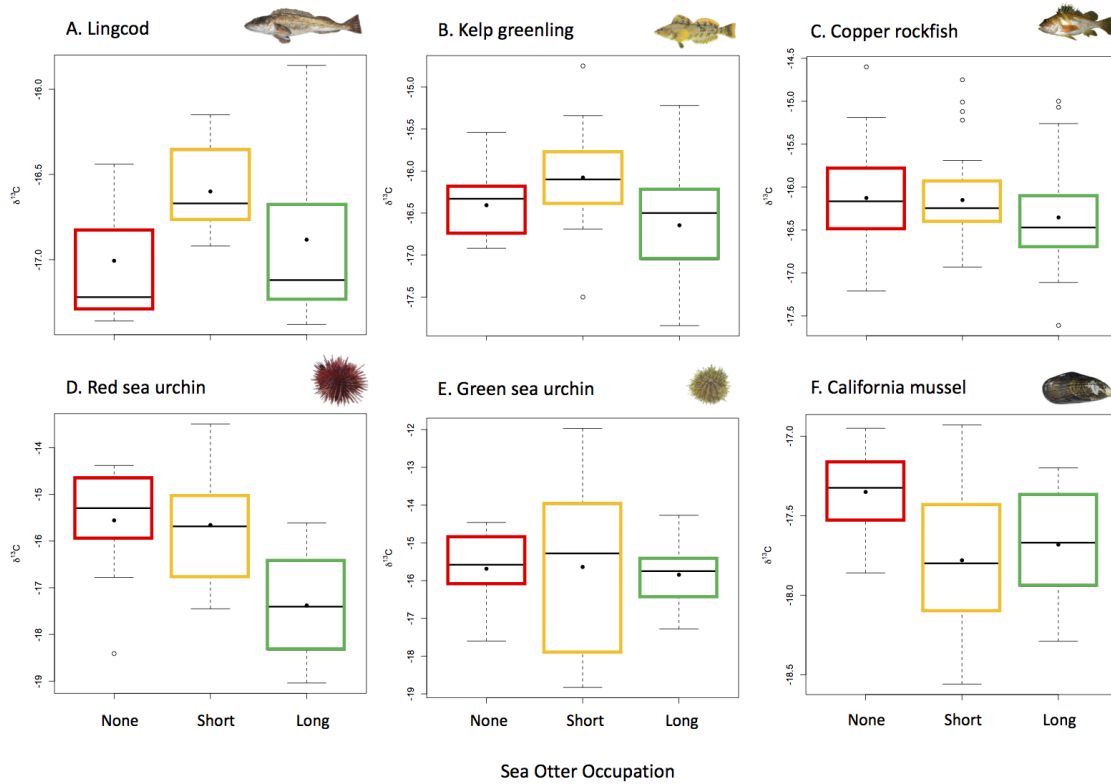 A. Lingcod
B. Kelp greenling
C. Copper rockfish
δ¹³C
-16.0
-16.5
-17.0
δ¹³C
-15.0
-15.5
-16.0
-16.5
-17.0
-17.5
δ¹³C
-14.5
-15.0
-15.5
-16.0
-16.5
-17.0
-17.5
D. Red sea urchin
E. Green sea urchin
F. California mussel
δ¹³C
-14
-15
-16
-17
-18
-19
δ¹³C
-12
-13
-14
-15
-16
-17
-18
-19
δ¹³C
-17.0
-17.5
-18.0
-18.5
None Short Long
None Short Long
None Short Long
Sea Otter Occupation